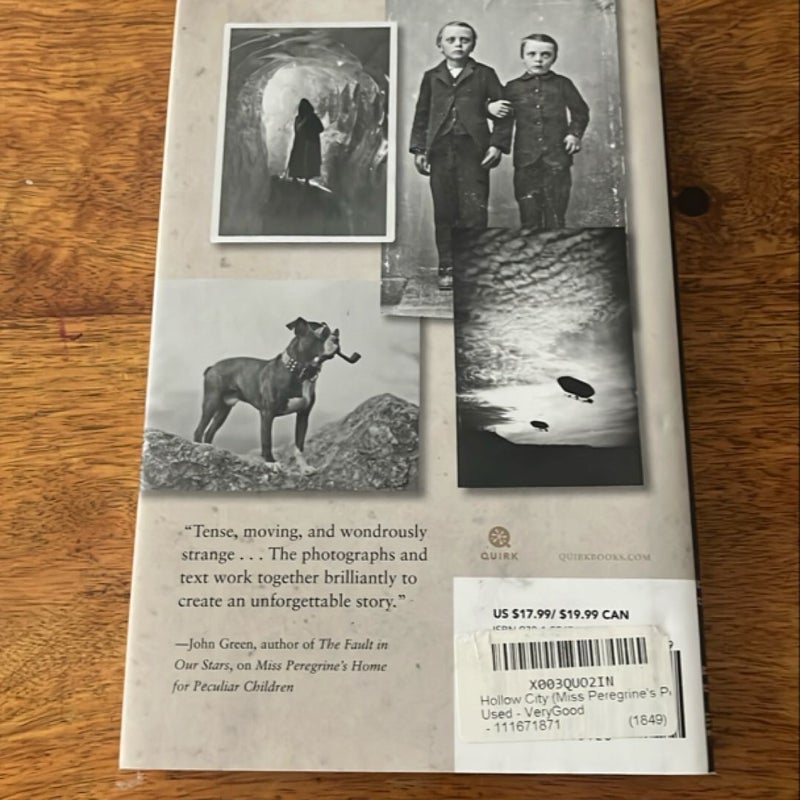 “Tense, moving, and wondrously
strange . . . The photographs and
text work together brilliantly to
create an unforgettable story.”
—John Green, author of The Fault in
Our Stars, on Miss Peregrine’s Home
for Peculiar Children
QUIRK
QUIRKBOOKS.COM
US $17.99/ $19.99 CAN
X003QUO2IN
Hollow City (Miss Peregrine's
Used - VeryGood
- 111671871 (1849)